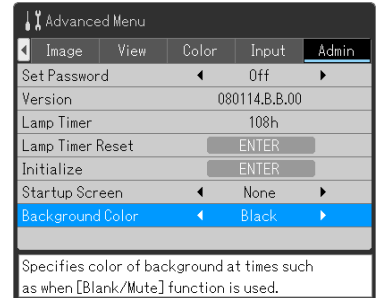 Advanced Menu
Image View Color Input Admin
Set Password Off
Version 080114.B.B.00
Lamp Timer 108h
Lamp Timer Reset ENTER
Initialize ENTER
Startup Screen None
Background Color Black
Specifies color of background at times such
as when [Blank/Mute] function is used.